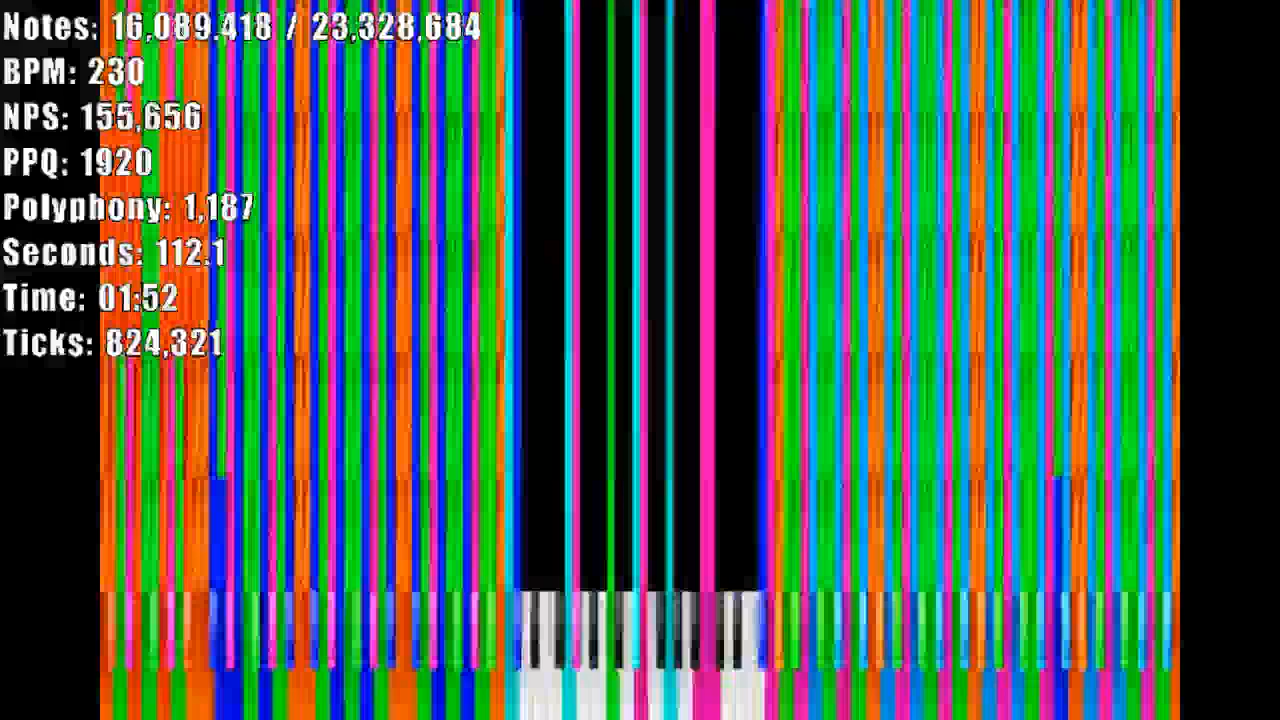 Notes: 16,089,418 / 23,328,684
BPM: 230
NPS: 155,656
PPQ: 1920
Polyphony: 1,187
Seconds: 112.1
Time: 01:52
Ticks: 824,321